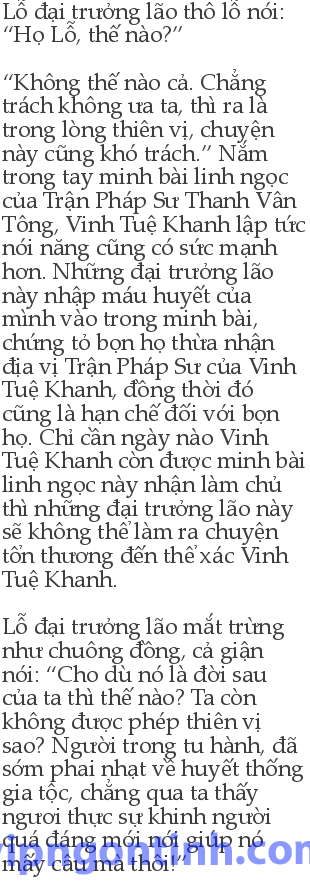 Lỗ đại trưởng lão thô lỗ nói:
“Họ Lỗ, thế nào?”
“Không thế nào cả. Chẳng
trách không ưa ta, thì ra là
trong lòng thiên vị, chuyện
này cũng khó trách.” Nắm
trong tay minh bài linh ngọc
của Trận Pháp Sư Thanh Vân
Tông, Vinh Tuệ Khanh lập tức
nói năng cũng có sức mạnh
hơn. Những đại trưởng lão
này nhập máu huyết của
mình vào trong minh bài,
chứng tỏ bọn họ thừa nhận
địa vị Trận Pháp Sư của Vinh
Tuệ Khanh, đồng thời đó
cũng là hạn chế đối với bọn
họ. Chỉ cần ngày nào Vinh
Tuệ Khanh còn được minh bài
linh ngọc này nhận làm chủ
thì những đại trưởng lão này
sẽ không thể làm ra chuyện
tổn thương đến thể xác Vinh
Tuệ Khanh.
Lỗ đại trưởng lão mắt trừng
như chuông đồng, cả giận
nói: “Cho dù nó là đời sau
của ta thì thế nào? Ta còn
không được phép thiên vị
sao? Người trong tu hành, đã
sớm phai nhạt về huyết thống
gia tộc, chẳng qua ta thấy
ngươi thực sự khinh người
quá đáng mới nói giúp nó
mấy câu mà thôi!”
vipngontinh.com